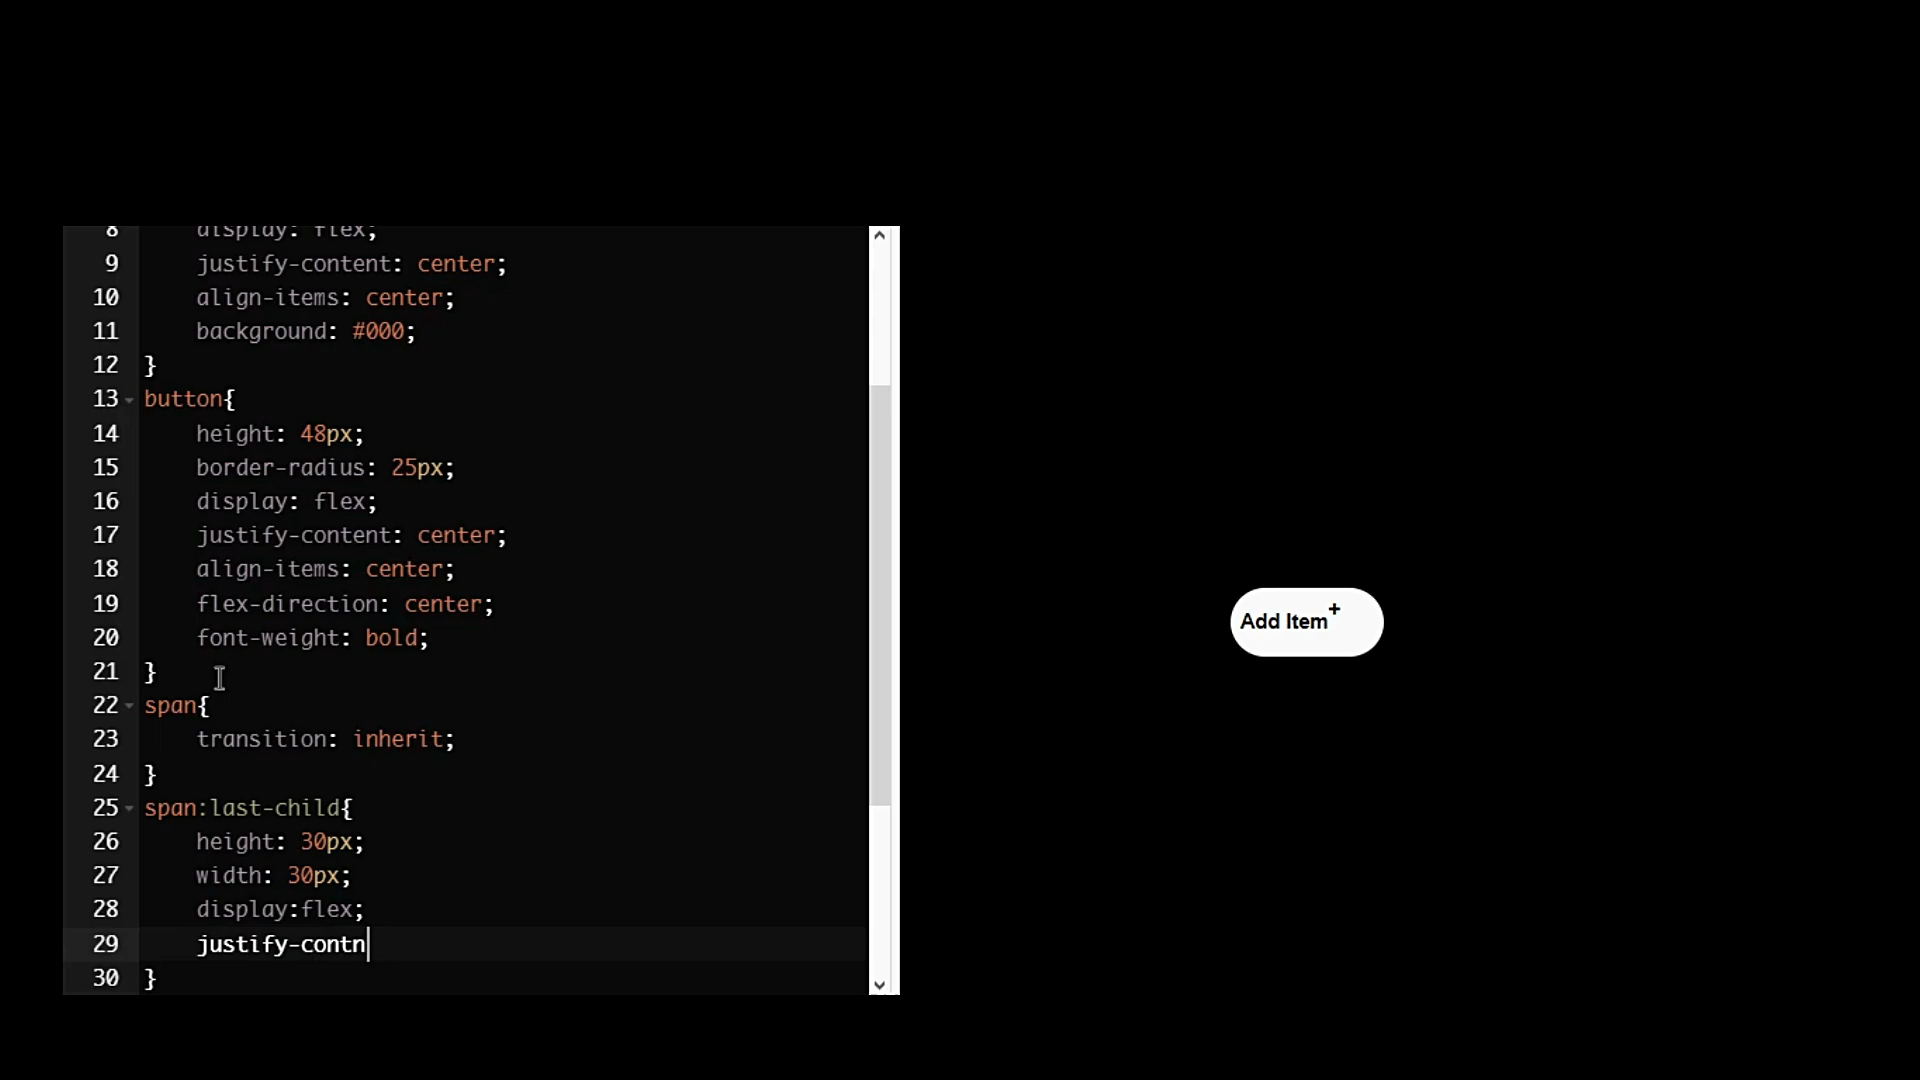 8 display: flex;
9 justify-content: center;
10 align-items: center;
11 background: #000;
12 }
13 button{
14 height: 48px;
15 border-radius: 25px;
16 display: flex;
17 justify-content: center;
18 align-items: center;
19 flex-direction: center;
20 font-weight: bold;
21 }
22 span{
23 transition: inherit;
24 }
25 span:last-child{
26 height: 30px;
27 width: 30px;
28 display:flex;
29 justify-contn
30 }
Add Item+